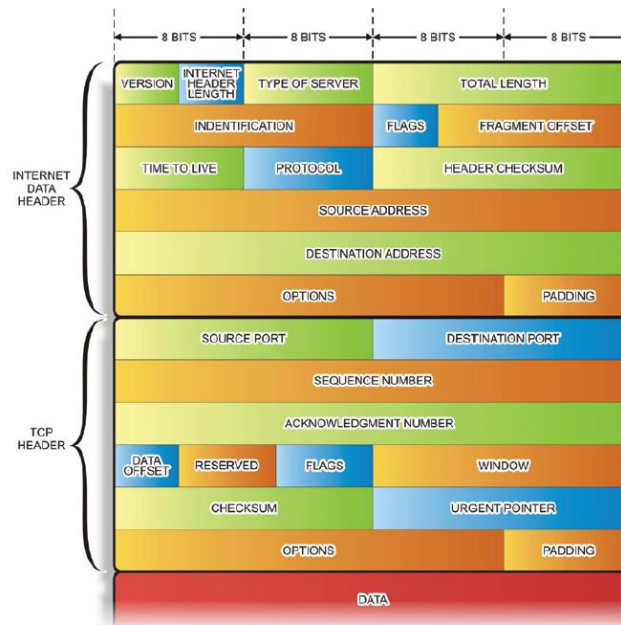 8 BITS 8 BITS 8 BITS 8 BITS
VERSION INTERNET HEADER LENGTH TYPE OF SERVER TOTAL LENGTH
INDENTIFICATION FLAGS FRAGMENT OFFSET
TIME TO LIVE PROTOCOL HEADER CHECKSUM
INTERNET DATA HEADER
SOURCE ADDRESS
DESTINATION ADDRESS
OPTIONS PADDING
SOURCE PORT DESTINATION PORT
SEQUENCE NUMBER
TCP HEADER
ACKNOWLEDGMENT NUMBER
DATA OFFSET RESERVED FLAGS WINDOW
CHECKSUM URGENT POINTER
OPTIONS PADDING
DATA